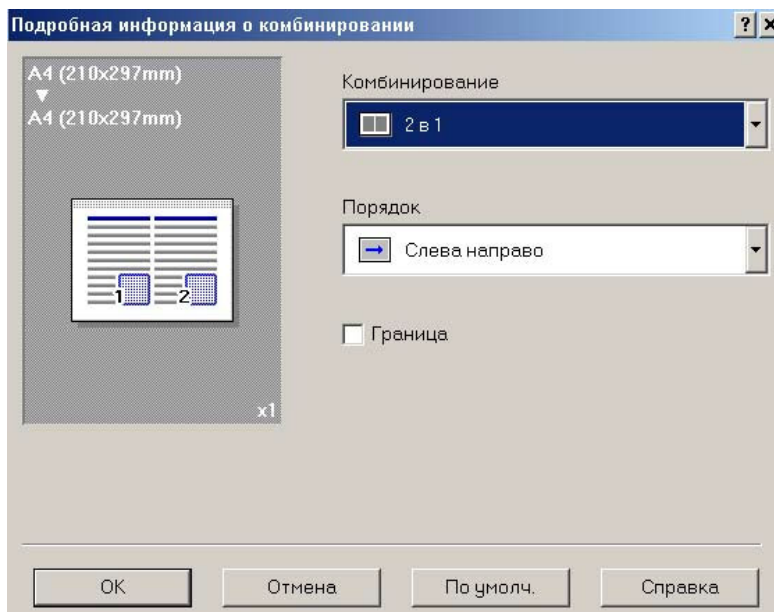 Подробная информация о комбинировании
A4 (210x297mm)
A4 (210x297mm)
1 2
x1
Комбинирование
2 в 1
Порядок
Слева направо
Граница
OK Отмена По умолч. Справка